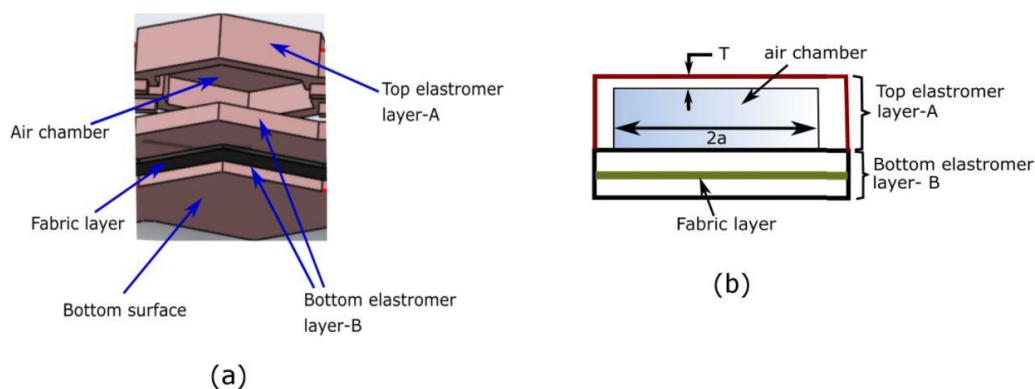 Top elastromer
layer-A
Air chamber
Fabric layer
Bottom surface
Bottom elastromer
layer-B
(a)
T
air chamber
Top elastromer
layer-A
2a
Bottom elastromer
layer- B
Fabric layer
(b)